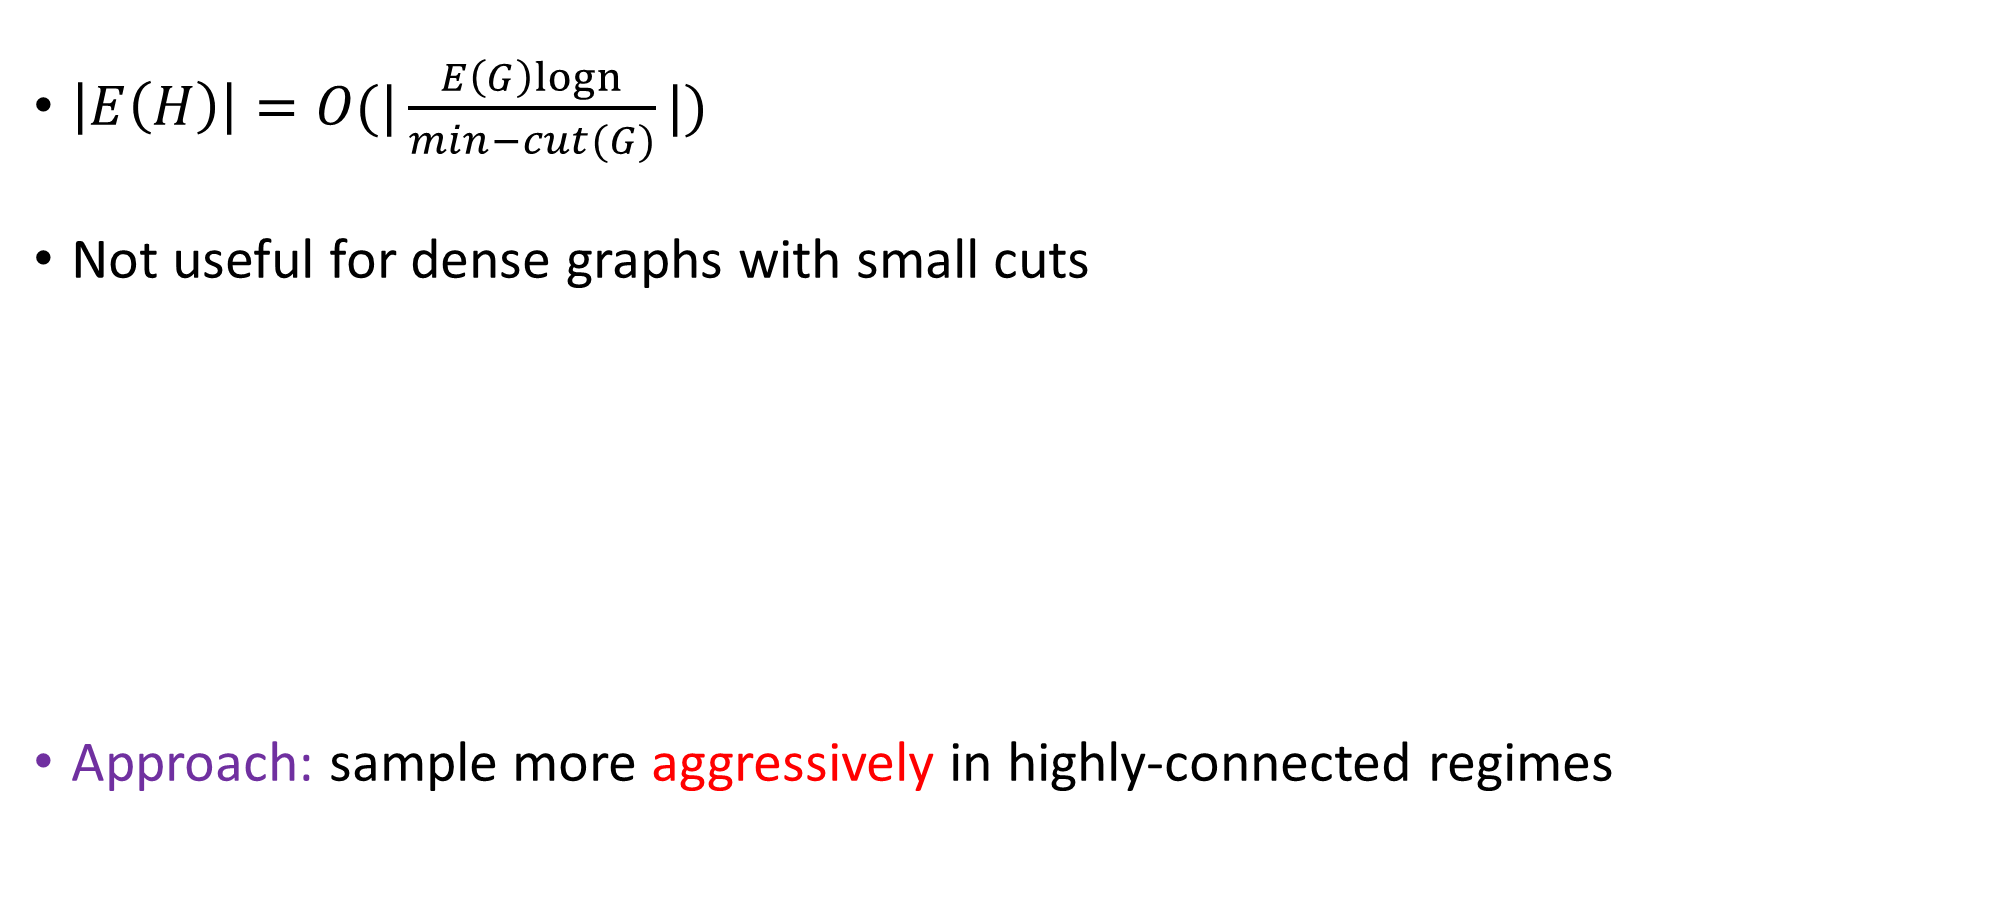 • |E(H)| = O(| E(G)logn / min−cut(G) |)
• Not useful for dense graphs with small cuts
• Approach: sample more aggressively in highly-connected regimes